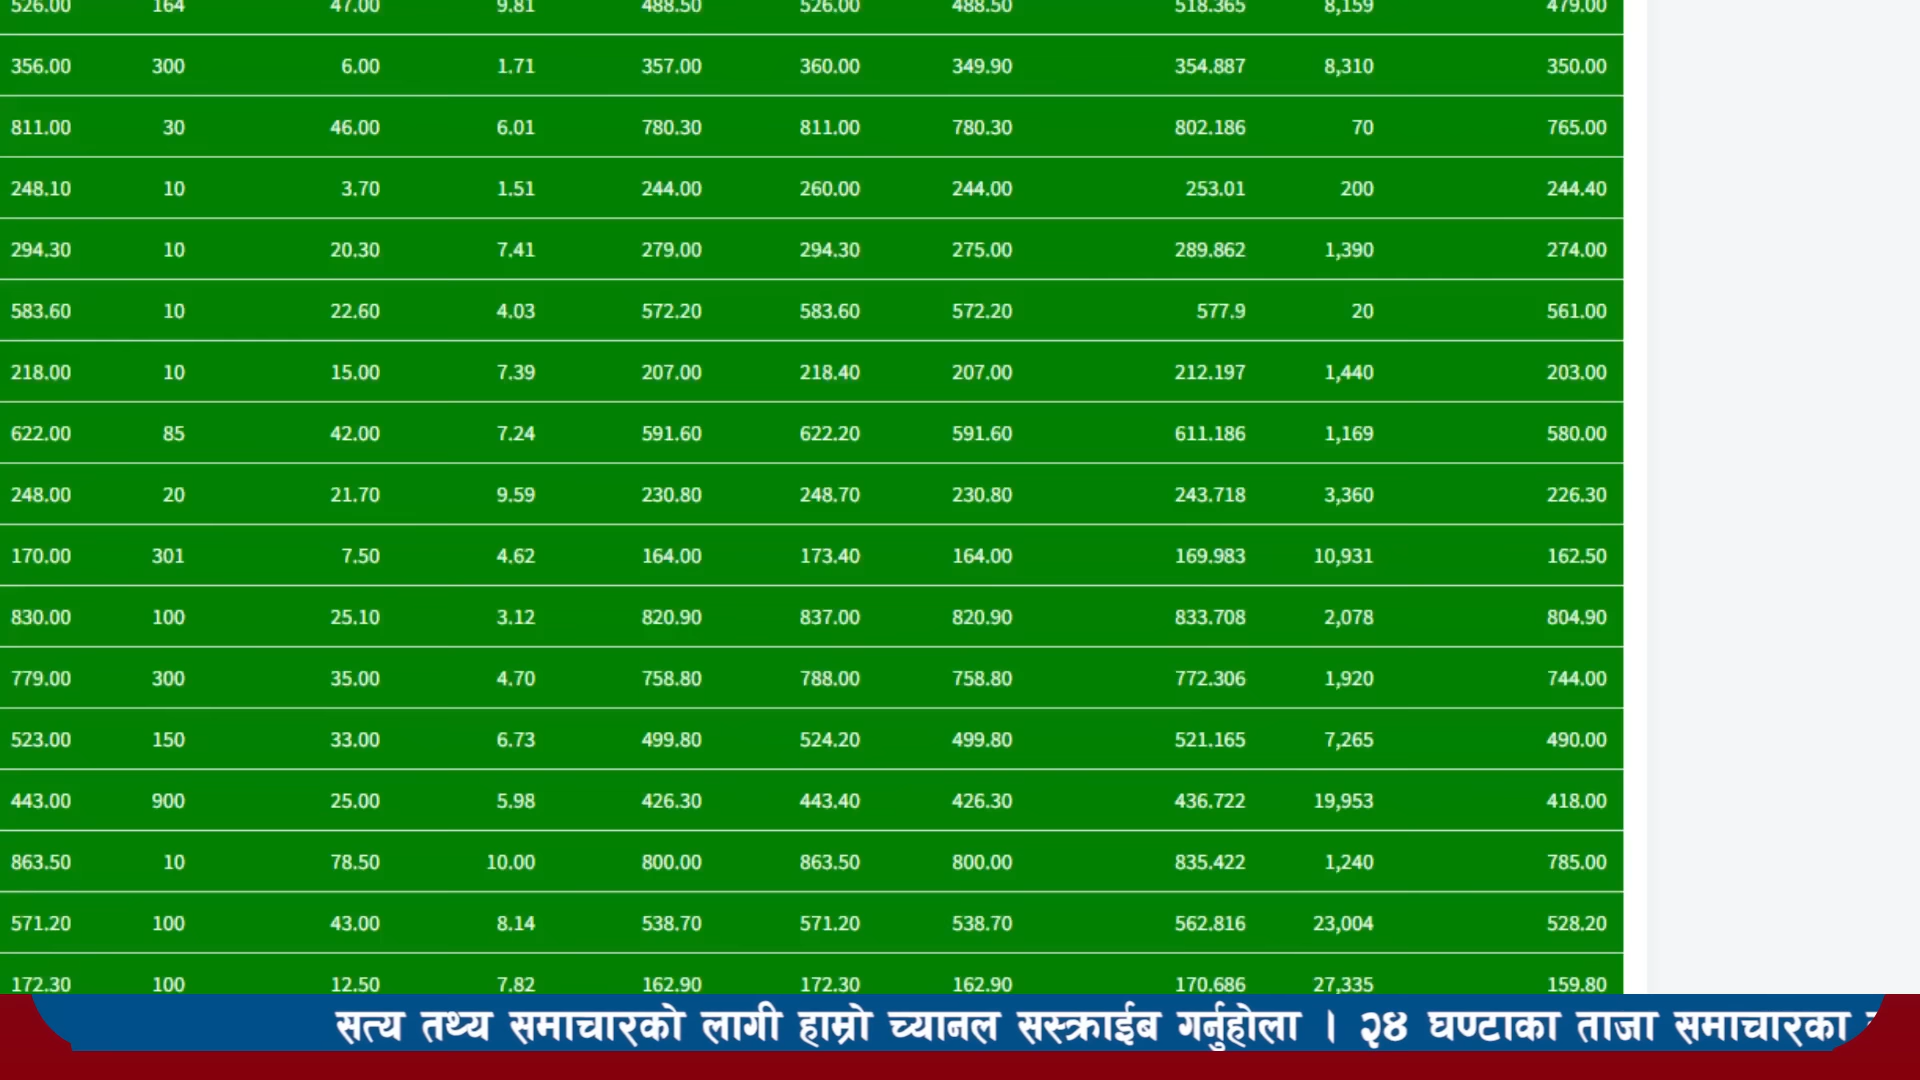 526.00 164 47.00 9.81 488.50 526.00 488.50 518.365 8,159 479.00
356.00 300 6.00 1.71 357.00 360.00 349.90 354.887 8,310 350.00
811.00 30 46.00 6.01 780.30 811.00 780.30 802.186 70 765.00
248.10 10 3.70 1.51 244.00 260.00 244.00 253.01 200 244.40
294.30 10 20.30 7.41 279.00 294.30 275.00 289.862 1,390 274.00
583.60 10 22.60 4.03 572.20 583.60 572.20 577.9 20 561.00
218.00 10 15.00 7.39 207.00 218.40 207.00 212.197 1,440 203.00
622.00 85 42.00 7.24 591.60 622.20 591.60 611.186 1,169 580.00
248.00 20 21.70 9.59 230.80 248.70 230.80 243.718 3,360 226.30
170.00 301 7.50 4.62 164.00 173.40 164.00 169.983 10,931 162.50
830.00 100 25.10 3.12 820.90 837.00 820.90 833.708 2,078 804.90
779.00 300 35.00 4.70 758.80 788.00 758.80 772.306 1,920 744.00
523.00 150 33.00 6.73 499.80 524.20 499.80 521.165 7,265 490.00
443.00 900 25.00 5.98 426.30 443.40 426.30 436.722 19,953 418.00
863.50 10 78.50 10.00 800.00 863.50 800.00 835.422 1,240 785.00
571.20 100 43.00 8.14 538.70 571.20 538.70 562.816 23,004 528.20
172.30 100 12.50 7.82 162.90 172.30 162.90 170.686 27,335 159.80
सत्य तथ्य समाचारको लागी हाम्रो च्यानल सस्क्राईब गर्नुहोला । २४ घण्टाका ताजा समाचारका